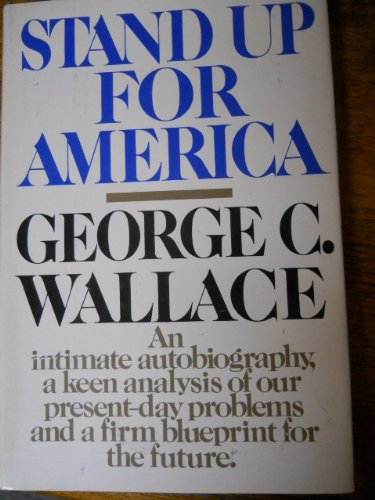 STAND UP
FOR
AMERICA
GEORGE C.
WALLACE
An
intimate autobiography,
a keen analysis of our
present-day problems
and a firm blueprint for
the future.